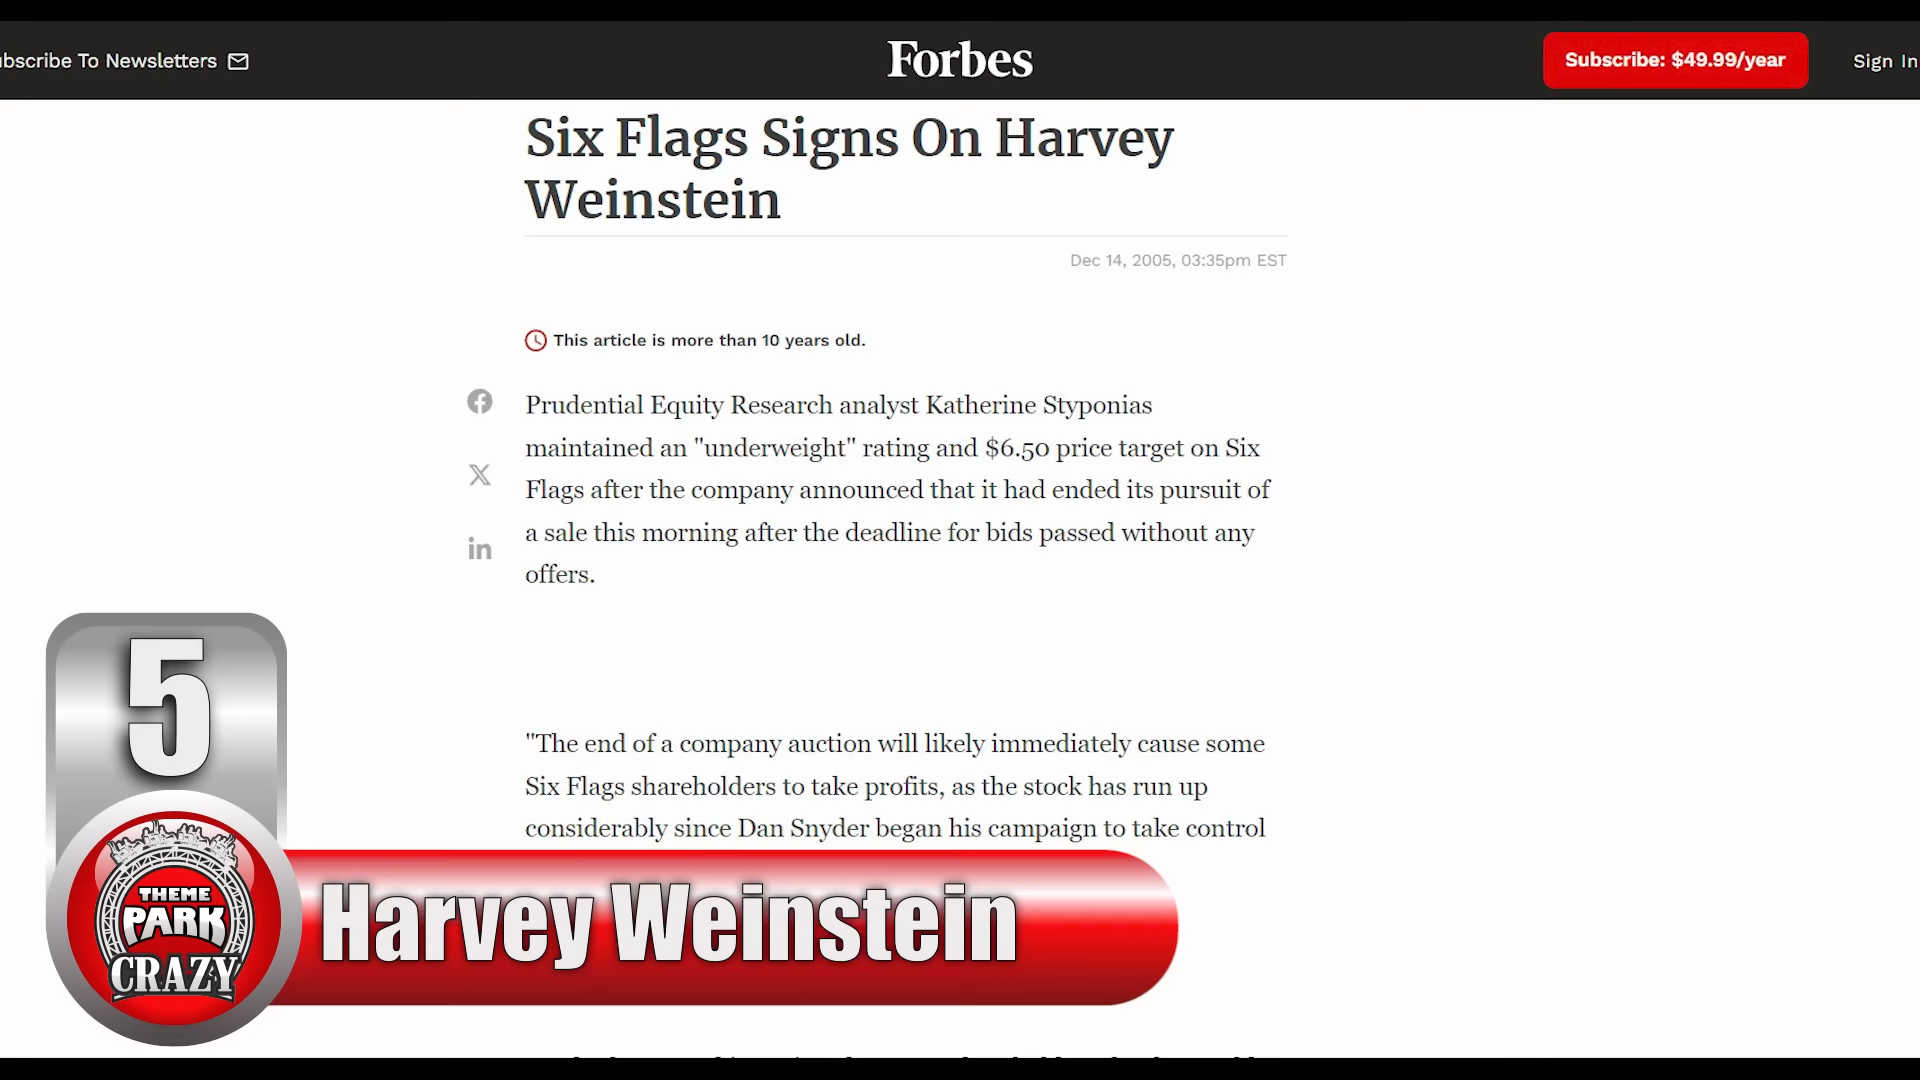 ubscribe To Newsletters
Forbes
Subscribe: $49.99/year
Sign In
Six Flags Signs On Harvey
Weinstein
Dec 14, 2005, 03:35pm EST
This article is more than 10 years old.
Prudential Equity Research analyst Katherine Styponias
maintained an "underweight" rating and $6.50 price target on Six
Flags after the company announced that it had ended its pursuit of
a sale this morning after the deadline for bids passed without any
offers.
"The end of a company auction will likely immediately cause some
Six Flags shareholders to take profits, as the stock has run up
considerably since Dan Snyder began his campaign to take control
5
THEME
PARK
CRAZY
Harvey Weinstein